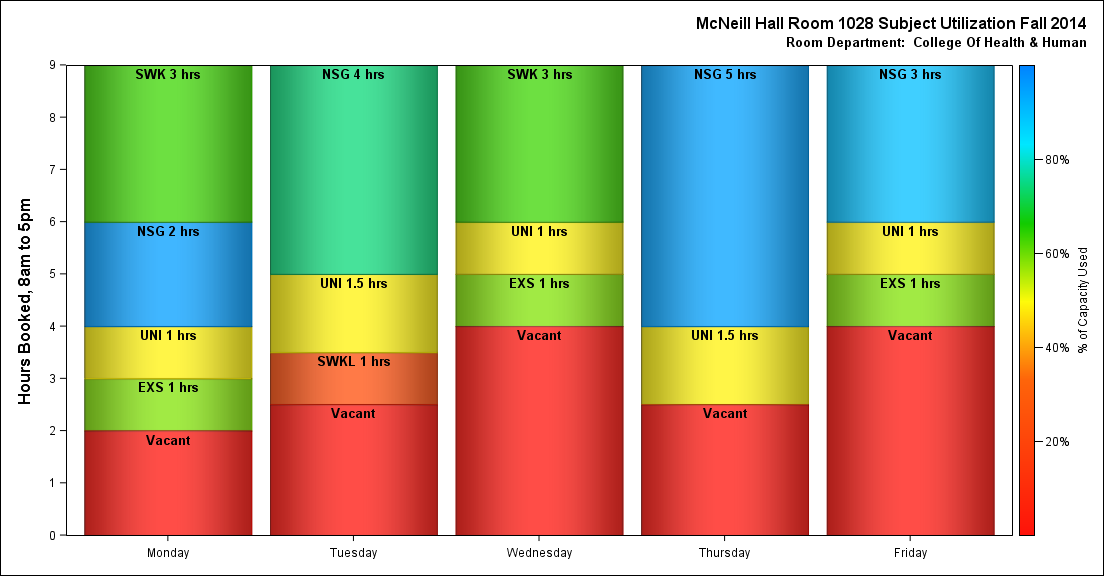 McNeill Hall Room 1028 Subject Utilization Fall 2014
Room Department:  College Of Health & Human
Hours Booked, 8am to 5pm
9
8
7
6
5
4
3
2
1
0
SWK 3 hrs
NSG 2 hrs
UNI 1 hrs
EXS 1 hrs
Vacant
NSG 4 hrs
UNI 1.5 hrs
SWKL 1 hrs
Vacant
SWK 3 hrs
UNI 1 hrs
EXS 1 hrs
Vacant
NSG 5 hrs
UNI 1.5 hrs
Vacant
NSG 3 hrs
UNI 1 hrs
EXS 1 hrs
Vacant
Monday
Tuesday
Wednesday
Thursday
Friday
80%
60%
40%
20%
% of Capacity Used